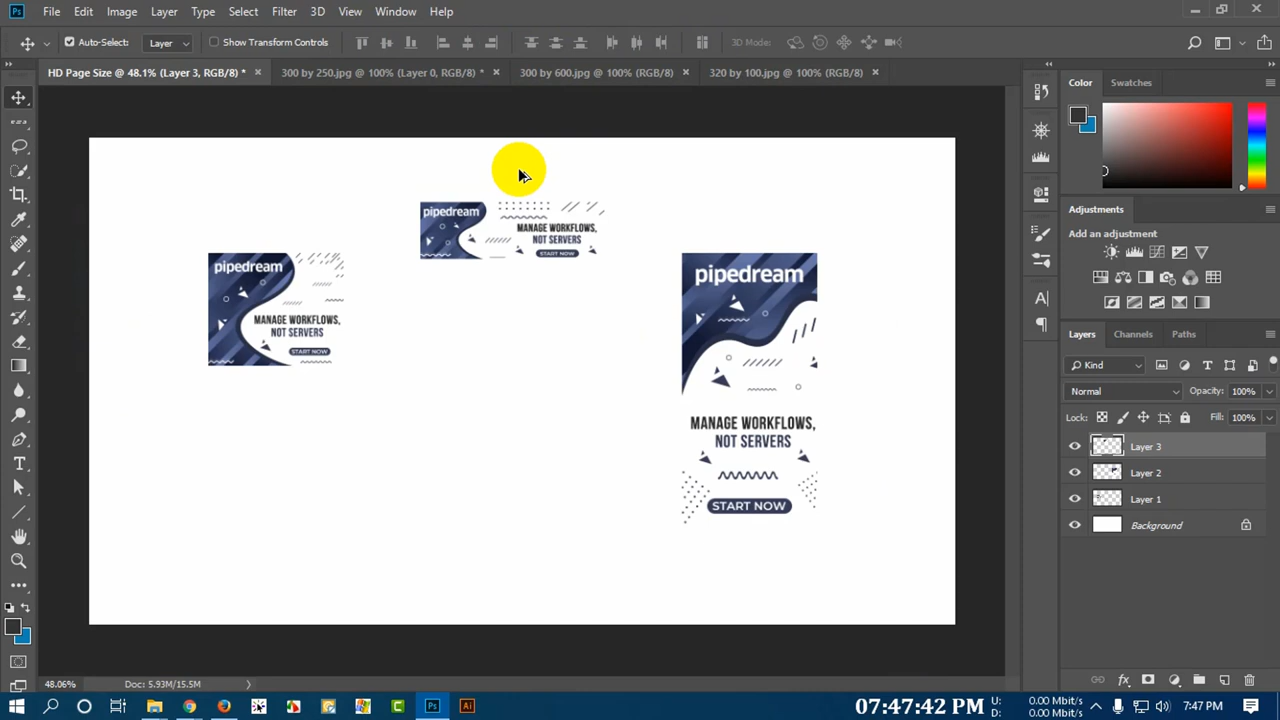 Ps File Edit Image Layer Type Select Filter 3D View Window Help
Auto-Select: Layer Show Transform Controls 3D Mode:
HD Page Size @ 48.1% (Layer 3, RGB/8) * × 300 by 250.jpg @ 100% (Layer 0, RGB/8) * × 300 by 600.jpg @ 100% (RGB/8) × 320 by 100.jpg @ 100% (RGB/8) ×
pipedream
MANAGE WORKFLOWS,
NOT SERVERS
START NOW
pipedream
MANAGE WORKFLOWS,
NOT SERVERS
START NOW
pipedream
MANAGE WORKFLOWS,
NOT SERVERS
START NOW
Color Swatches
Adjustments
Add an adjustment
Layers Channels Paths
Kind
Normal Opacity: 100%
Lock: Fill: 100%
Layer 3
Layer 2
Layer 1
Background
48.06% Doc: 5.93M/15.5M
Ps Ai 07:47:42 PM U: 0.00 Mbit/s
D: 0.00 Mbit/s
7:47 PM